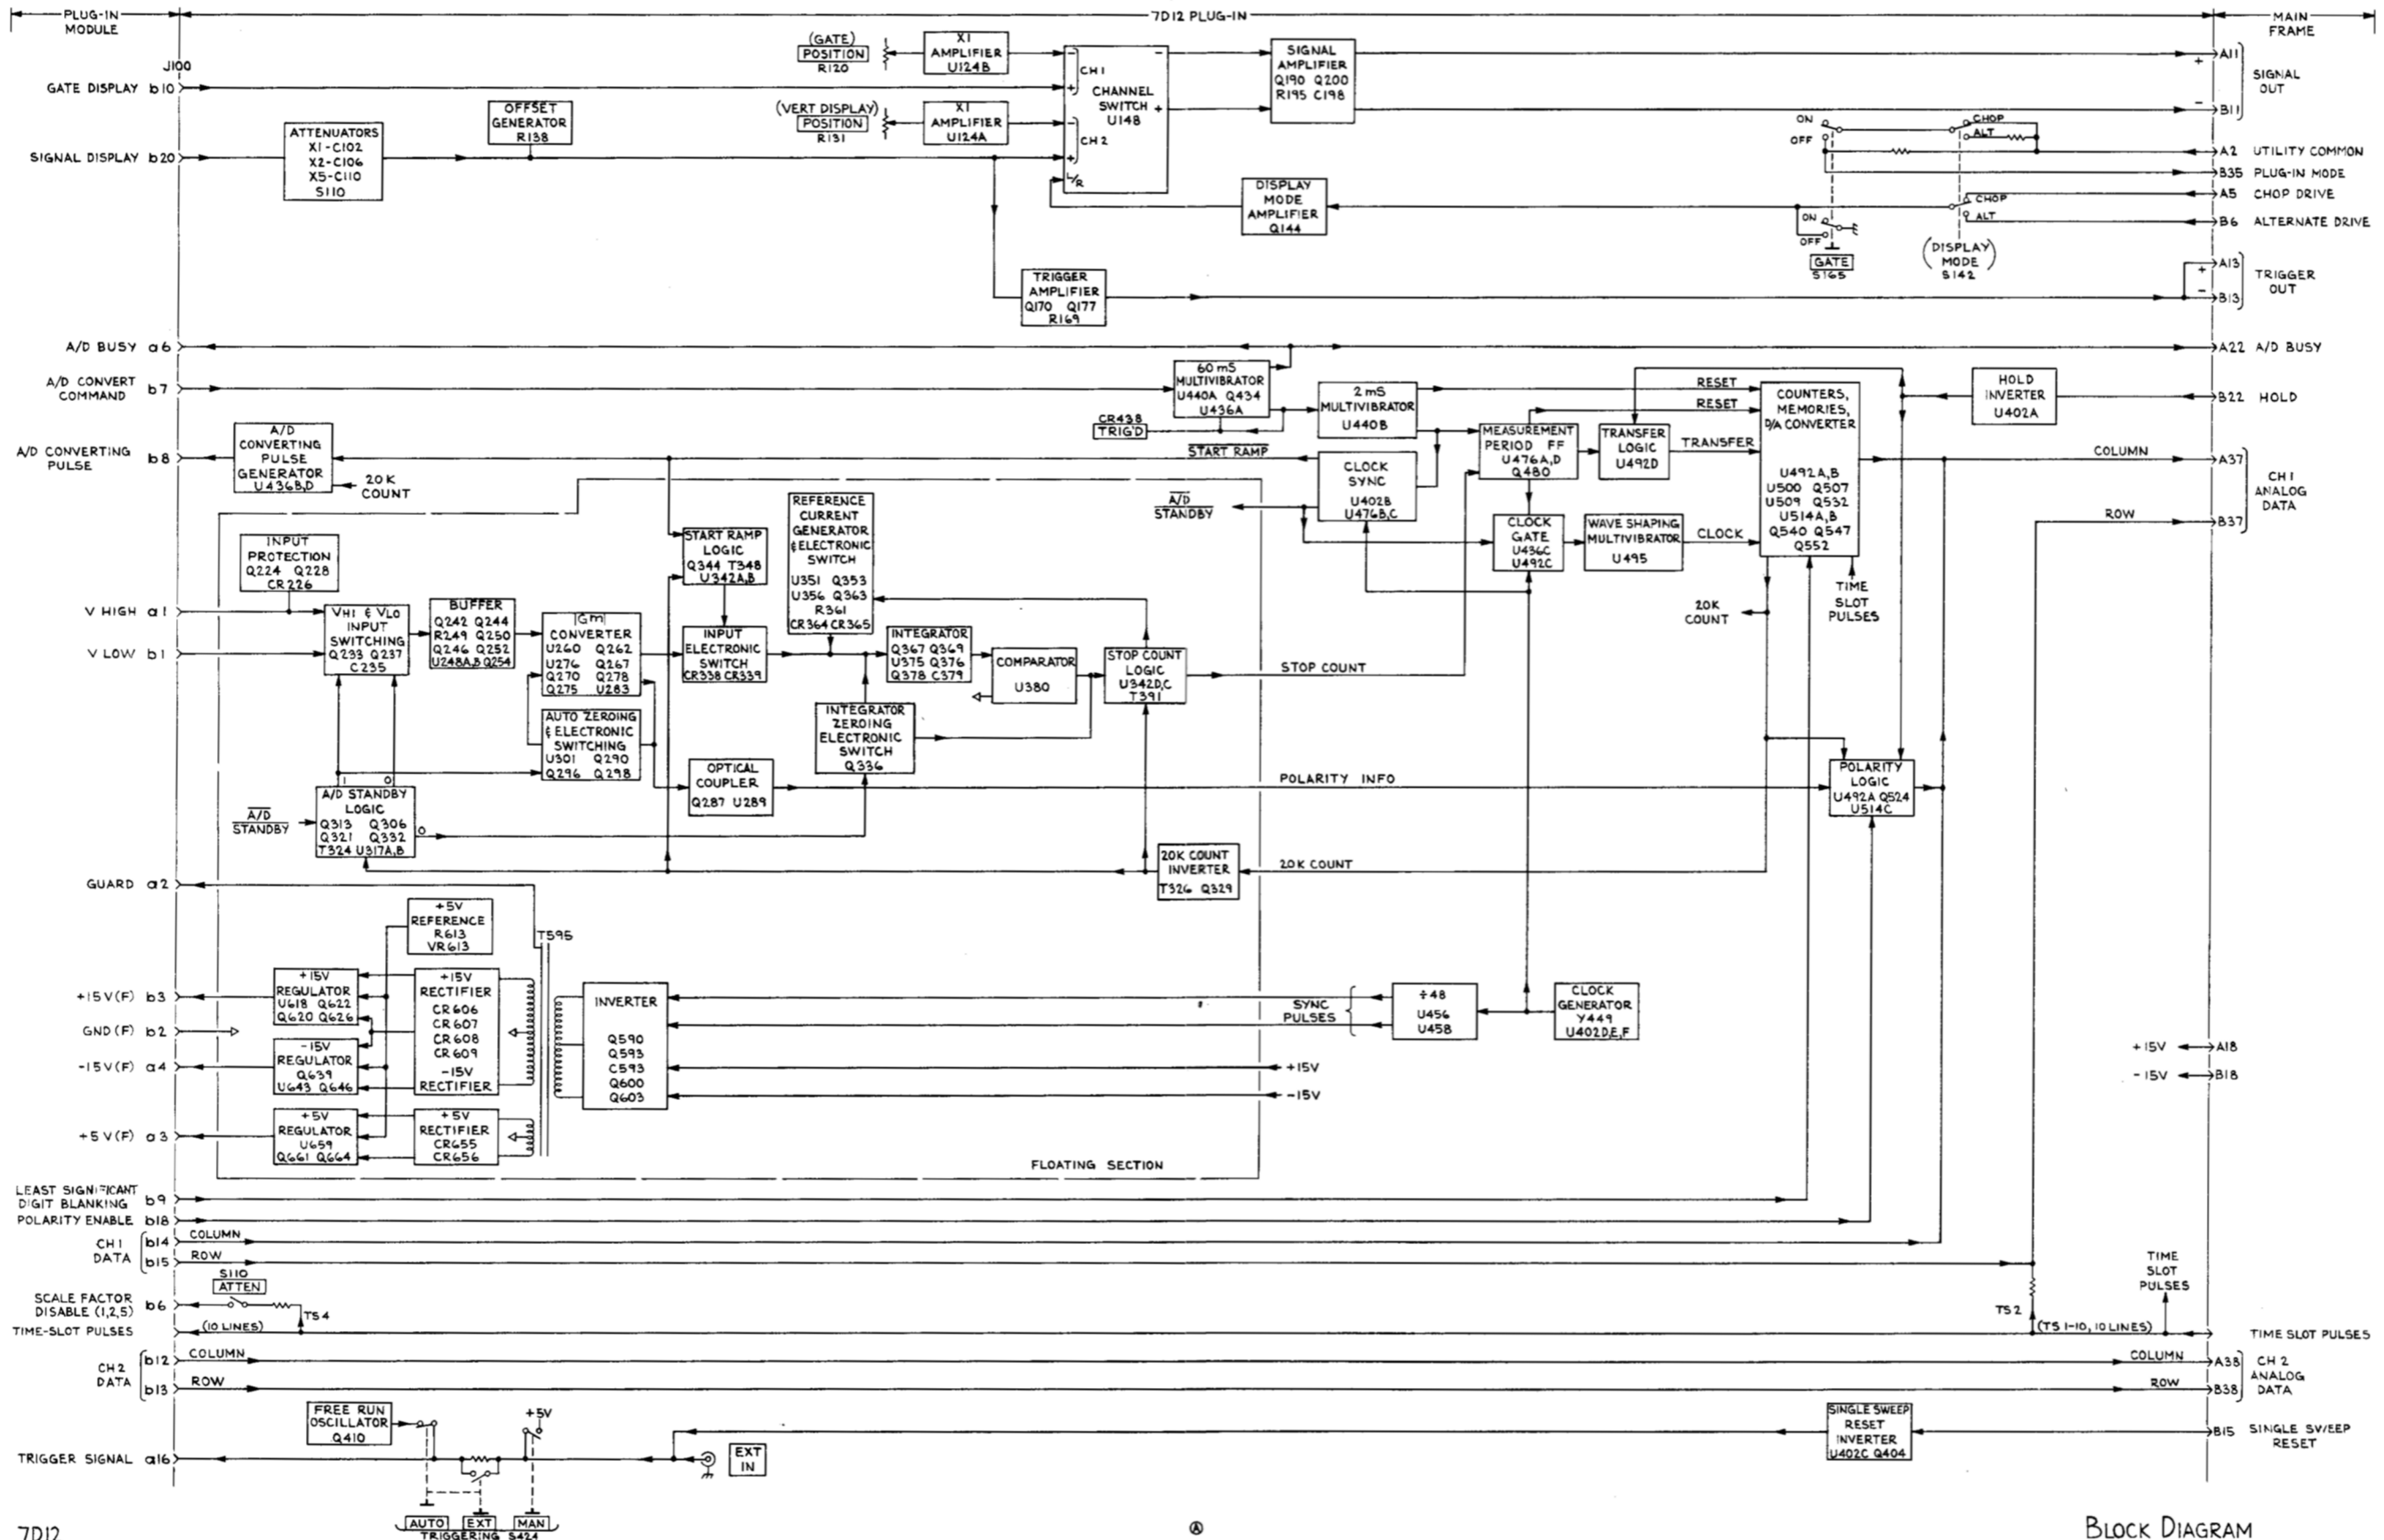 PLUG-IN
MODULE
7D12 PLUG-IN
MAIN
FRAME
J100
GATE DISPLAY b10
SIGNAL DISPLAY b20
ATTENUATORS
X1-C102
X2-C106
X5-C110
S110
OFFSET
GENERATOR
R138
(GATE)
POSITION
R120
X1
AMPLIFIER
U124B
(VERT DISPLAY)
POSITION
R131
X1
AMPLIFIER
U124A
-
CH1
+
-
CH2
+
L/R
CHANNEL
SWITCH
U148
-
+
SIGNAL
AMPLIFIER
Q190 Q200
R195 C198
A11
+
SIGNAL
OUT
-
B11
ON
OFF
CHOP
ALT
A2 UTILITY COMMON
B35 PLUG-IN MODE
A5 CHOP DRIVE
B6 ALTERNATE DRIVE
DISPLAY
MODE
AMPLIFIER
Q144
ON
OFF
GATE
S165
CHOP
ALT
(DISPLAY)
MODE
S142
TRIGGER
AMPLIFIER
Q170 Q177
R169
A13
+
TRIGGER
OUT
-
B13
A/D BUSY a6
A22 A/D BUSY
A/D CONVERT
COMMAND b7
60 mS
MULTIVIBRATOR
U440A Q434
U436A
CR438
TRIG'D
2 mS
MULTIVIBRATOR
U440B
RESET
RESET
COUNTERS,
MEMORIES,
D/A CONVERTER
U492A,B
U500 Q507
U509 Q532
U514A,B
Q540 Q547
Q552
HOLD
INVERTER
U402A
B22 HOLD
A/D CONVERTING
PULSE b8
A/D
CONVERTING
PULSE
GENERATOR
U436B,D
20 K
COUNT
START RAMP
CLOCK
SYNC
U402B
U476B,C
A/D
STANDBY
MEASUREMENT
PERIOD FF
U476A,D
Q480
TRANSFER
LOGIC
U492D
TRANSFER
CLOCK
GATE
U436C
U492C
WAVE SHAPING
MULTIVIBRATOR
U495
CLOCK
20K
COUNT
TIME
SLOT
PULSES
COLUMN
A37
CH 1
ANALOG
DATA
ROW
B37
INPUT
PROTECTION
Q224 Q228
CR226
V HIGH a1
V LOW b1
VHI & VLO
INPUT
SWITCHING
Q233 Q237
C235
BUFFER
Q242 Q244
R249 Q250
Q246 Q252
U248A,B Q254
|Gm|
CONVERTER
U260 Q262
U276 Q267
Q270 Q278
Q275 U283
START RAMP
LOGIC
Q344 T348
U342A,B
REFERENCE
CURRENT
GENERATOR
& ELECTRONIC
SWITCH
U351 Q353
U356 Q363
R361
CR364 CR365
INPUT
ELECTRONIC
SWITCH
CR338 CR339
INTEGRATOR
Q367 Q369
U375 Q376
Q378 C379
COMPARATOR
U380
STOP COUNT
LOGIC
U342D,C
T391
STOP COUNT
AUTO ZEROING
& ELECTRONIC
SWITCHING
U301 Q290
Q296 Q298
INTEGRATOR
ZEROING
ELECTRONIC
SWITCH
Q336
OPTICAL
COUPLER
Q287 U289
POLARITY INFO
POLARITY
LOGIC
U492A Q524
U514C
1
0
A/D
STANDBY
A/D STANDBY
LOGIC
Q313 Q306
Q321 Q332
T324 U317A,B
0
20K COUNT
INVERTER
T326 Q329
20K COUNT
GUARD a2
+5V
REFERENCE
R613
VR613
T595
+15V(F) b3
GND (F) b2
-15V(F) a4
+5V(F) a3
+15V
REGULATOR
U618 Q622
Q620 Q626
-15V
REGULATOR
Q639
U643 Q646
+5V
REGULATOR
U659
Q661 Q664
+15V
RECTIFIER
CR606
CR607
CR608
CR609
-15V
RECTIFIER
+5V
RECTIFIER
CR655
CR656
INVERTER
Q590
Q593
C593
Q600
Q603
SYNC
PULSES
÷48
U456
U458
CLOCK
GENERATOR
Y449
U402D,E,F
+15V
-15V
+15V A18
-15V B18
FLOATING SECTION
LEAST SIGNIFICANT
DIGIT BLANKING b9
POLARITY ENABLE b18
CH 1
DATA
b14 COLUMN
b15 ROW
S110
ATTEN
SCALE FACTOR
DISABLE (1,2,5) b6
TS4
TS2
TIME
SLOT
PULSES
TIME-SLOT PULSES
(10 LINES)
(TS 1-10, 10 LINES)
TIME SLOT PULSES
CH 2
DATA
b12 COLUMN
b13 ROW
COLUMN
A38
CH 2
ANALOG
DATA
ROW
B38
FREE RUN
OSCILLATOR
Q410
+5V
TRIGGER SIGNAL a16
EXT
IN
SINGLE SWEEP
RESET
INVERTER
U402C Q404
B15 SINGLE SWEEP
RESET
AUTO EXT MAN
TRIGGERING S424
7D12
A
BLOCK DIAGRAM